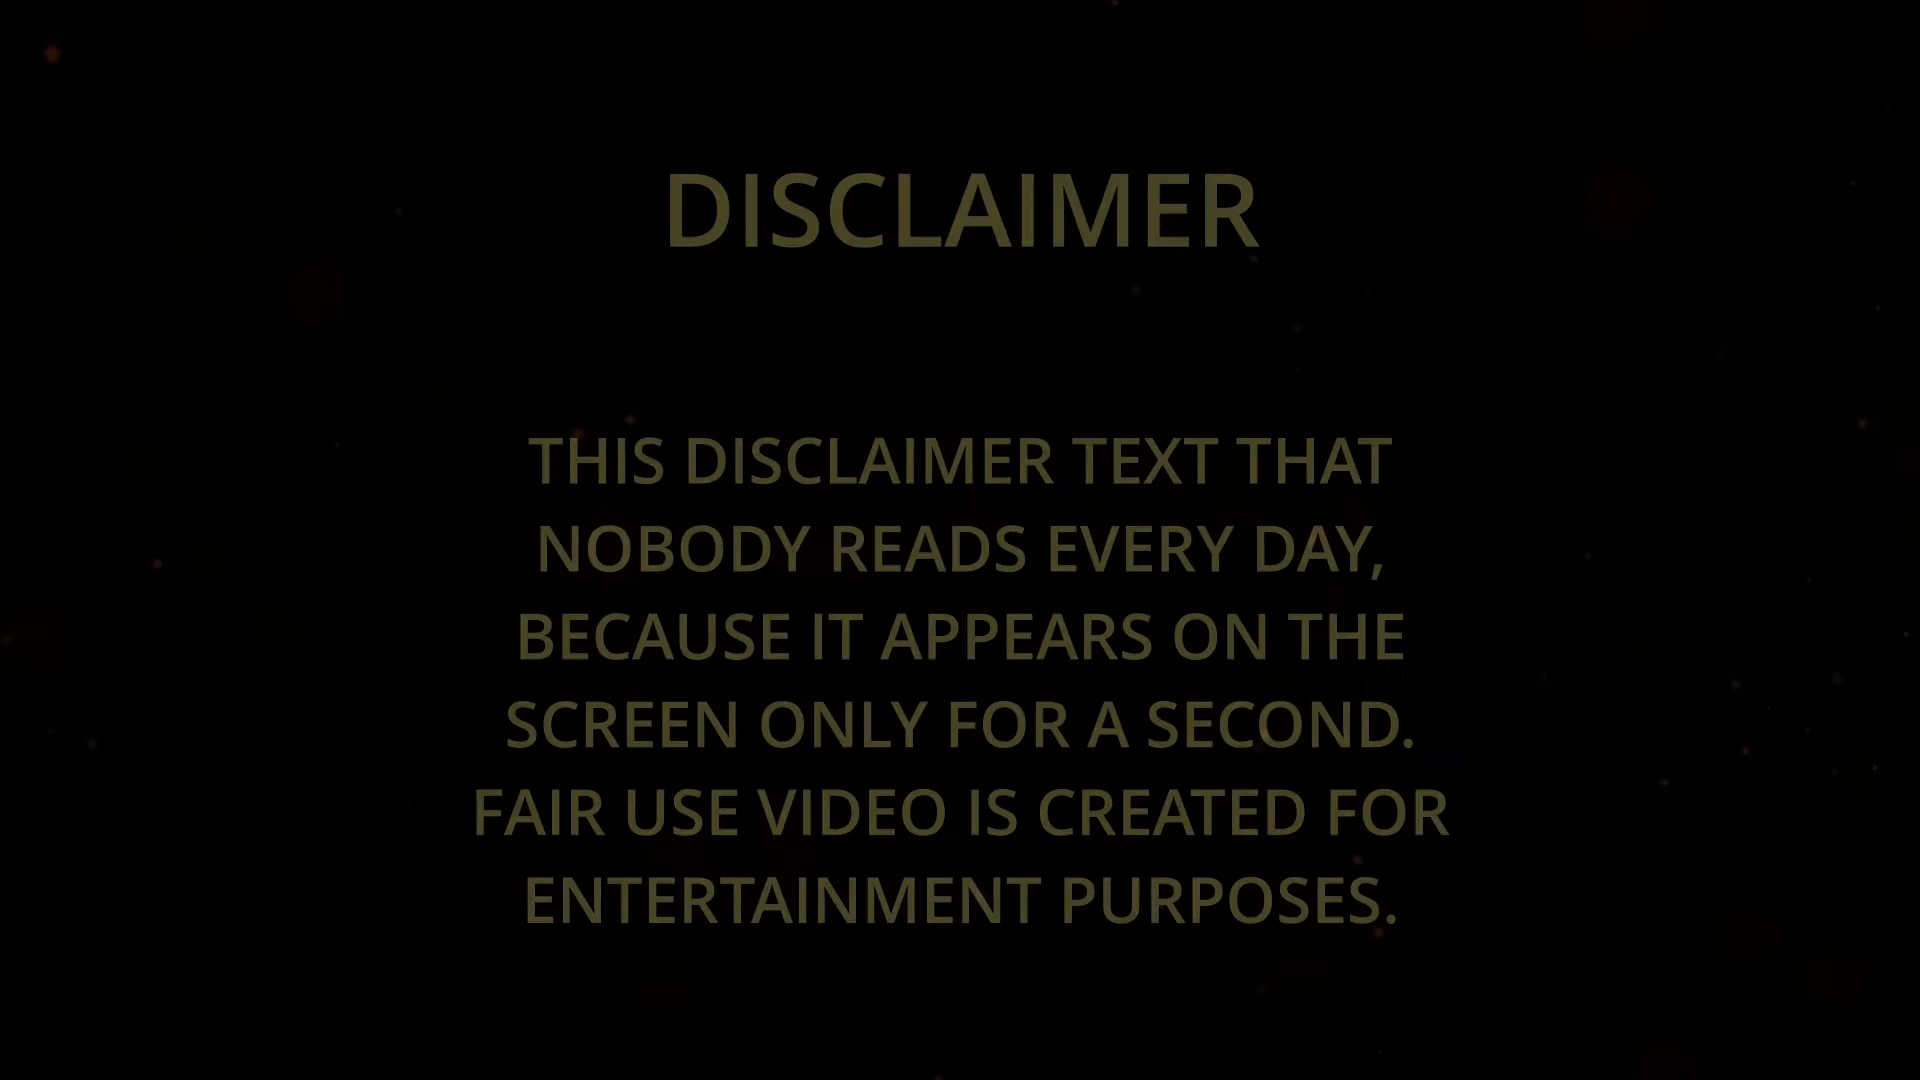 DISCLAIMER
THIS DISCLAIMER TEXT THAT
NOBODY READS EVERY DAY,
BECAUSE IT APPEARS ON THE
SCREEN ONLY FOR A SECOND.
FAIR USE VIDEO IS CREATED FOR
ENTERTAINMENT PURPOSES.